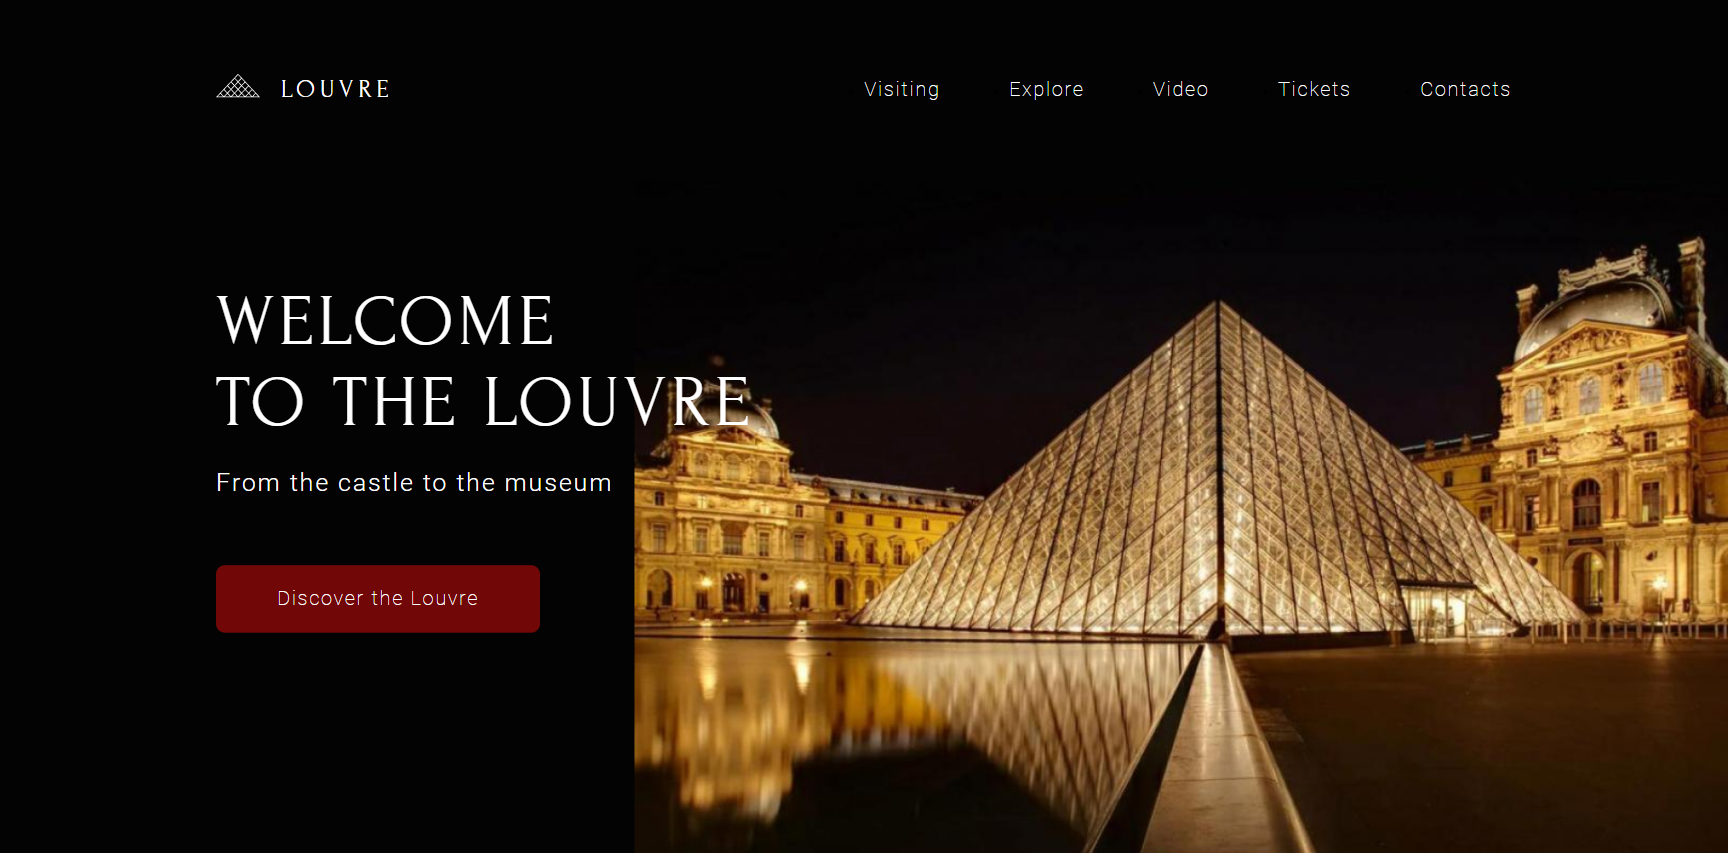 LOUVRE
Visiting Explore Video Tickets Contacts
WELCOME
TO THE LOUVRE
From the castle to the museum
Discover the Louvre